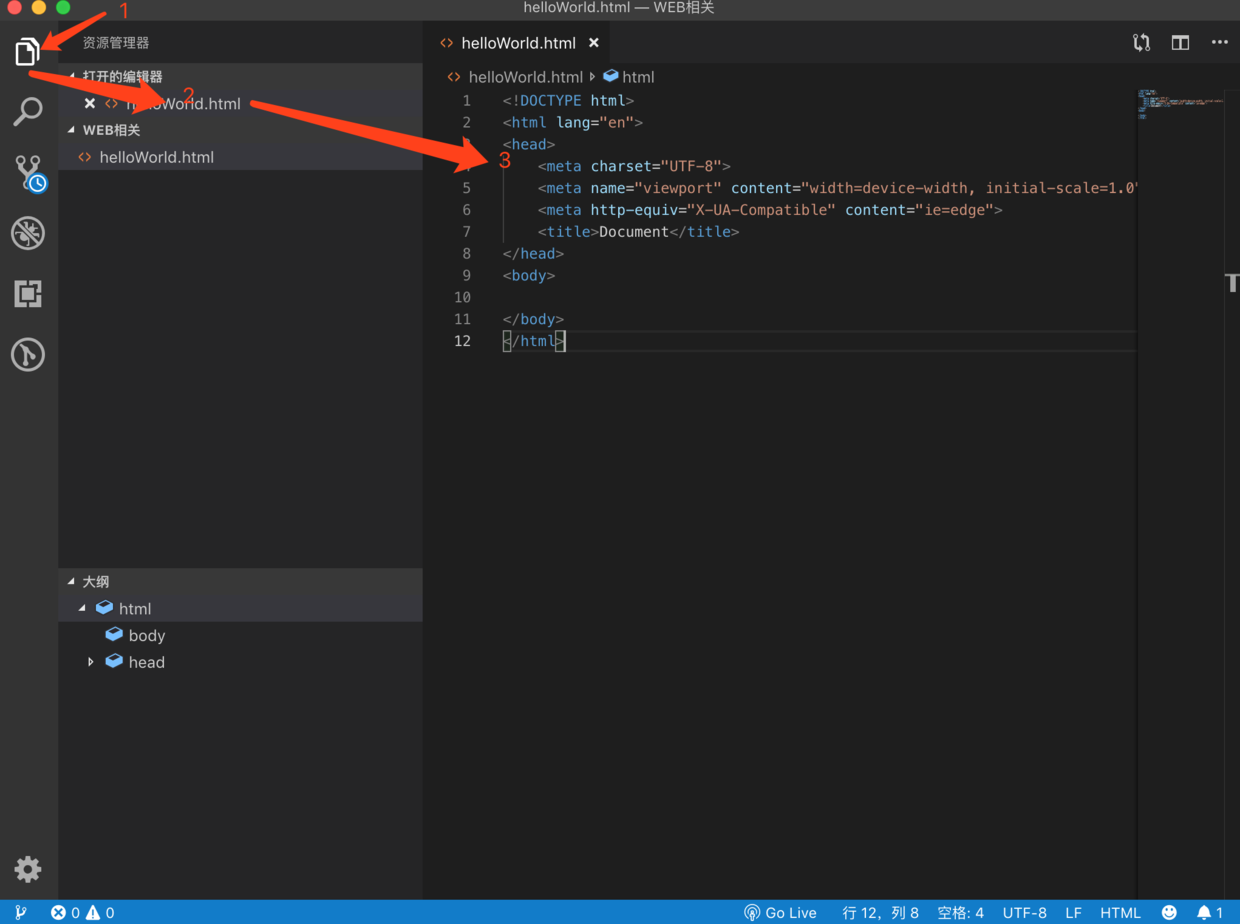 helloWorld.html — WEB相关
1
资源管理器
打开的编辑器
2
helloWorld.html
WEB相关
helloWorld.html
大纲
html
body
head
helloWorld.html
helloWorld.html html
1 <!DOCTYPE html>
2 <html lang="en">
3 <head>
3
4 <meta charset="UTF-8">
5 <meta name="viewport" content="width=device-width, initial-scale=1.0"
6 <meta http-equiv="X-UA-Compatible" content="ie=edge">
7 <title>Document</title>
8 </head>
9 <body>
10
11 </body>
12 </html>
T
0 0 Go Live 行 12，列 8 空格: 4 UTF-8 LF HTML 1